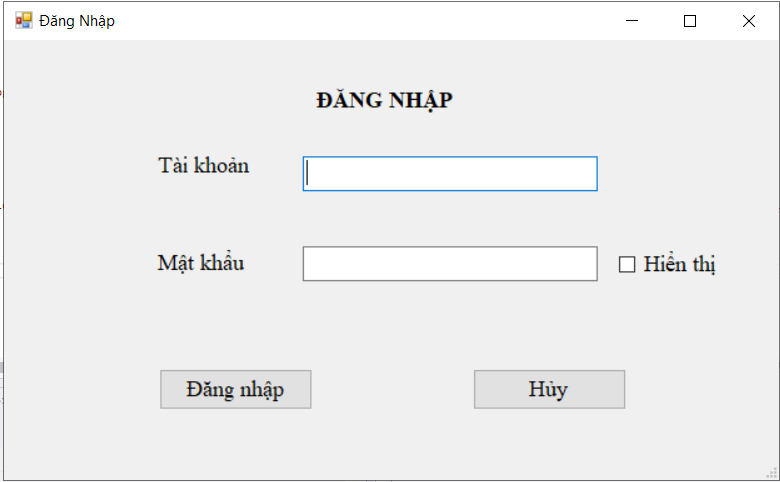 Đăng Nhập
ĐĂNG NHẬP
Tài khoản
Mật khẩu
Hiển thị
Đăng nhập
Hủy